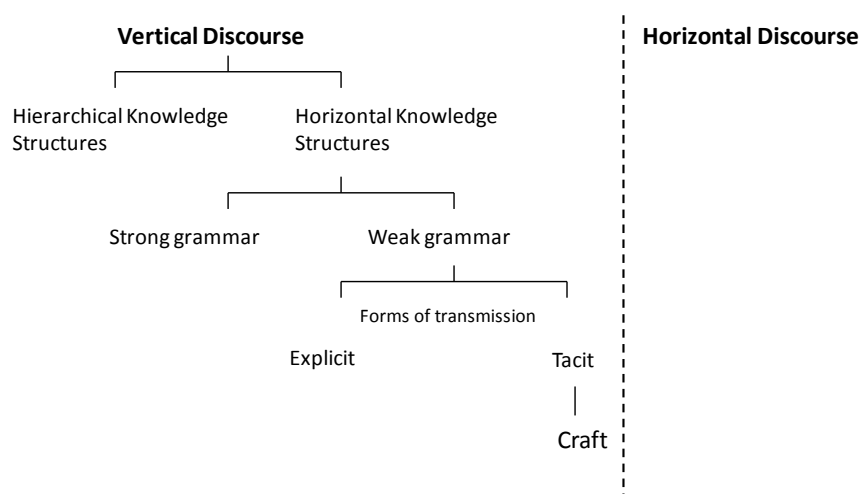 Vertical Discourse
Horizontal Discourse
Hierarchical Knowledge
Structures
Horizontal Knowledge
Structures
Strong grammar
Weak grammar
Forms of transmission
Explicit
Tacit
Craft